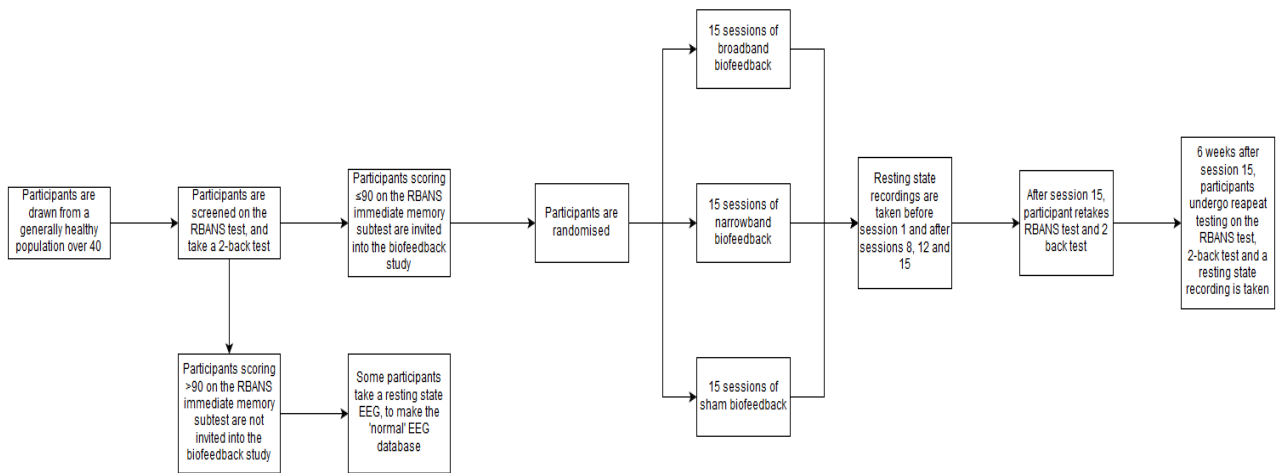 Participants are
drawn from a
generally healthy
population over 40
Participants are
screened on the
RBANS test, and
take a 2-back test
Participants scoring
≤90 on the RBANS
immediate memory
subtest are invited
into the biofeedback
study
Participants are
randomised
15 sessions of
broadband
biofeedback
15 sessions of
narrowband
biofeedback
15 sessions of
sham biofeedback
Resting state
recordings are
taken before
session 1 and after
sessions 8, 12 and
15
After session 15,
participant retakes
RBANS test and 2
back test
6 weeks after
session 15,
participants
undergo reapeat
testing on the
RBANS test,
2-back test and a
resting state
recording is taken
Participants scoring
>90 on the RBANS
immediate memory
subtest are not
invited into the
biofeedback study
Some participants
take a resting state
EEG, to make the
'normal' EEG
database